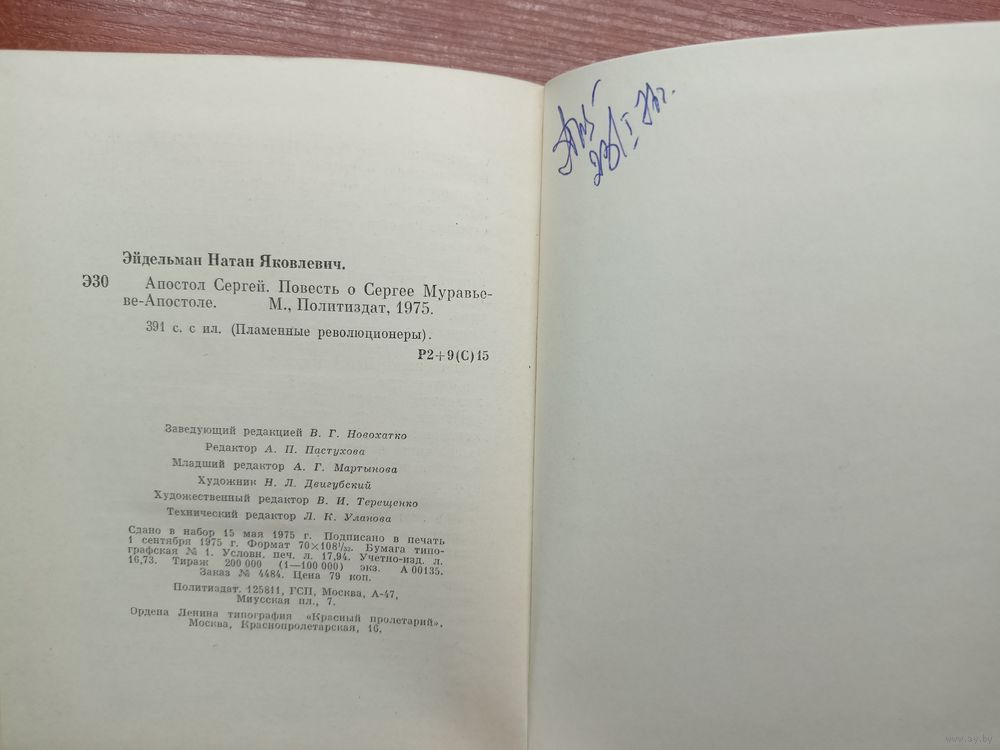 Эйдельман Натан Яковлевич.
Э30 Апостол Сергей. Повесть о Сергее Муравье-
ве-Апостоле. М., Политиздат, 1975.
391 с. с ил. (Пламенные революционеры).
Р2+9(С)15
Заведующий редакцией В. Г. Новохатко
Редактор А. П. Пастухова
Младший редактор А. Г. Мартынова
Художник Н. Л. Двигубский
Художественный редактор В. И. Терещенко
Технический редактор Л. К. Уланова
Сдано в набор 15 мая 1975 г. Подписано в печать
1 сентября 1975 г. Формат 70×108¹/₃₂. Бумага типо-
графская № 1. Условн. печ. л. 17,94. Учетно-изд. л.
16,73. Тираж 200 000 (1—100 000) экз. А 00135.
Заказ № 4484. Цена 79 коп.
Политиздат. 125811, ГСП, Москва, А-47,
Миусская пл., 7.
Ордена Ленина типография «Красный пролетарий».
Москва, Краснопролетарская, 16.
www.ay.by